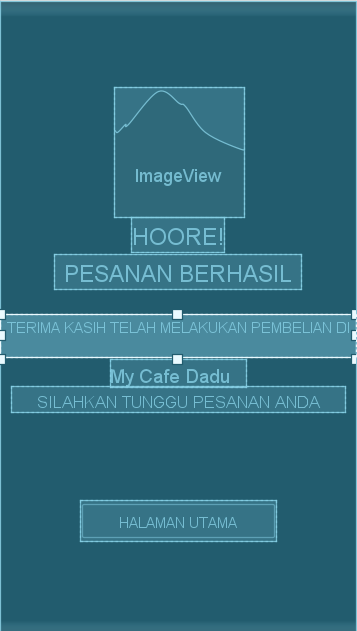 ImageView
HOORE!
PESANAN BERHASIL
TERIMA KASIH TELAH MELAKUKAN PEMBELIAN DI
My Cafe Dadu
SILAHKAN TUNGGU PESANAN ANDA
HALAMAN UTAMA